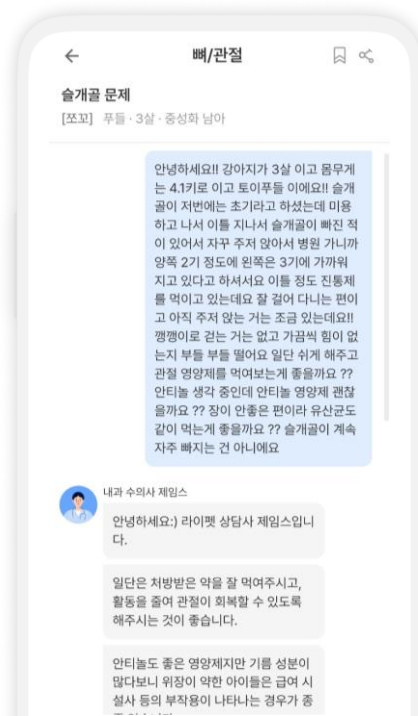 뼈/관절
슬개골 문제
[쪼꼬] 푸들 · 3살 · 중성화 남아
안녕하세요!! 강아지가 3살 이고 몸무게
는 4.1키로 이고 토이푸들 이에요!! 슬개
골이 저번에는 초기라고 하셨는데 미용
하고 나서 이틀 지나서 슬개골이 빠진 적
이 있어서 자꾸 주저 앉아서 병원 가니까
양쪽 2기 정도에 왼쪽은 3기에 가까워
지고 있다고 하셔서요 이틀 정도 진통제
를 먹이고 있는데요 잘 걸어 다니는 편이
고 아직 주저 앉는 거는 조금 있는데요!!
깽깽이로 걷는 거는 없고 가끔씩 힘이 없
는지 부들 부들 떨어요 일단 쉬게 해주고
관절 영양제를 먹여보는게 좋을까요 ??
안티놀 생각 중인데 안티놀 영양제 괜찮
을까요 ?? 장이 안좋은 편이라 유산균도
같이 먹는게 좋을까요 ?? 슬개골이 계속
자주 빠지는 건 아니에요
내과 수의사 제임스
안녕하세요:) 라이펫 상담사 제임스입니
다.
일단은 처방받은 약을 잘 먹여주시고,
활동을 줄여 관절이 회복할 수 있도록
해주시는 것이 좋습니다.
안티놀도 좋은 영양제지만 기름 성분이
많다보니 위장이 약한 아이들은 급여 시
설사 등의 부작용이 나타나는 경우가 종